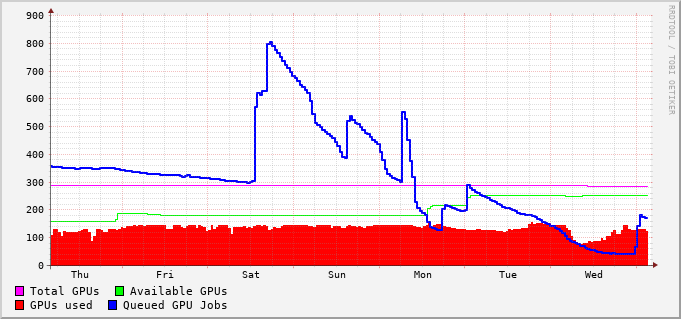 900
800
700
600
500
400
300
200
100
0
Thu Fri Sat Sun Mon Tue Wed
Total GPUs Available GPUs
GPUs used Queued GPU Jobs
RRDTOOL / TOBI OETIKER